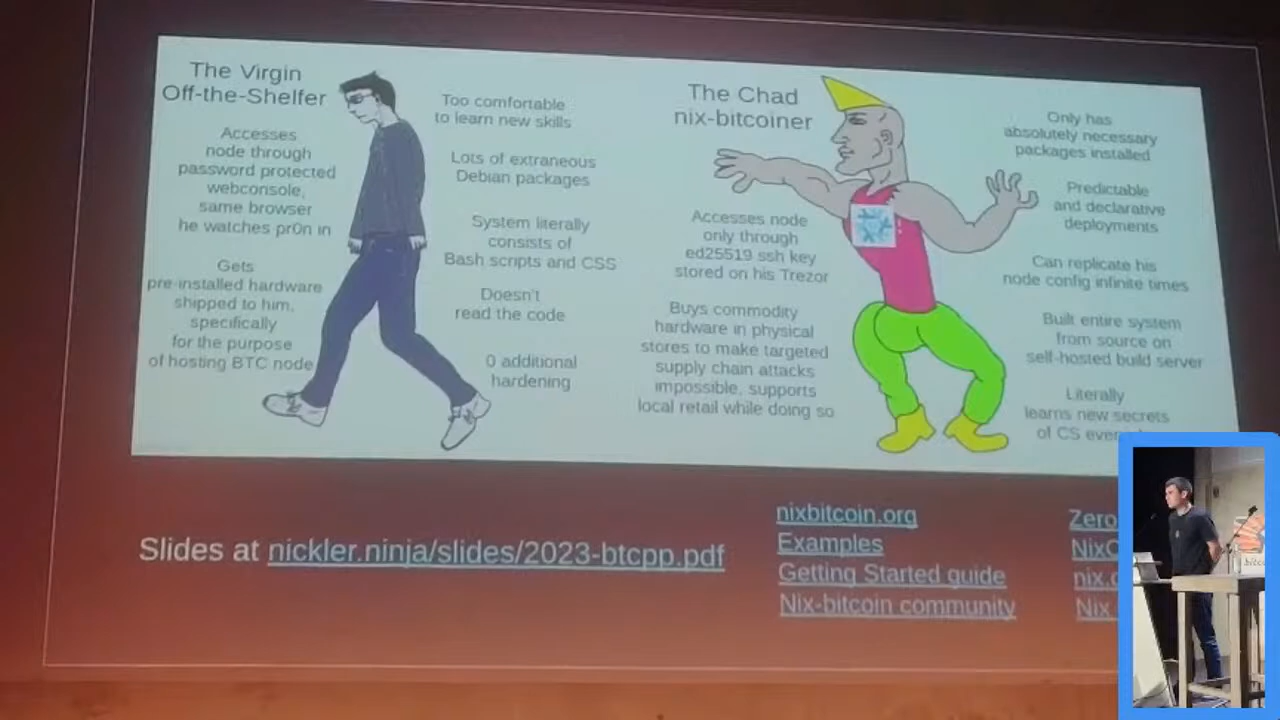 The Virgin
Off-the-Shelfer
Accesses
node through
password protected
webconsole,
same browser
he watches pr0n in
Gets
pre-installed hardware
shipped to him,
specifically
for the purpose
of hosting BTC node
Too comfortable
to learn new skills
Lots of extraneous
Debian packages
System literally
consists of
Bash scripts and CSS
Doesn't
read the code
0 additional
hardening
The Chad
nix-bitcoiner
Accesses node
only through
ed25519 ssh key
stored on his Trezor
Buys commodity
hardware in physical
stores to make targeted
supply chain attacks
impossible, supports
local retail while doing so
Only has
absolutely necessary
packages installed
Predictable
and declarative
deployments
Can replicate his
node config infinite times
Built entire system
from source on
self-hosted build server
Literally
learns new secrets
of CS
Slides at nickler.ninja/slides/2023-btcpp.pdf
nixbitcoin.org
Examples
Getting Started guide
Nix-bitcoin community
Zero
Nix